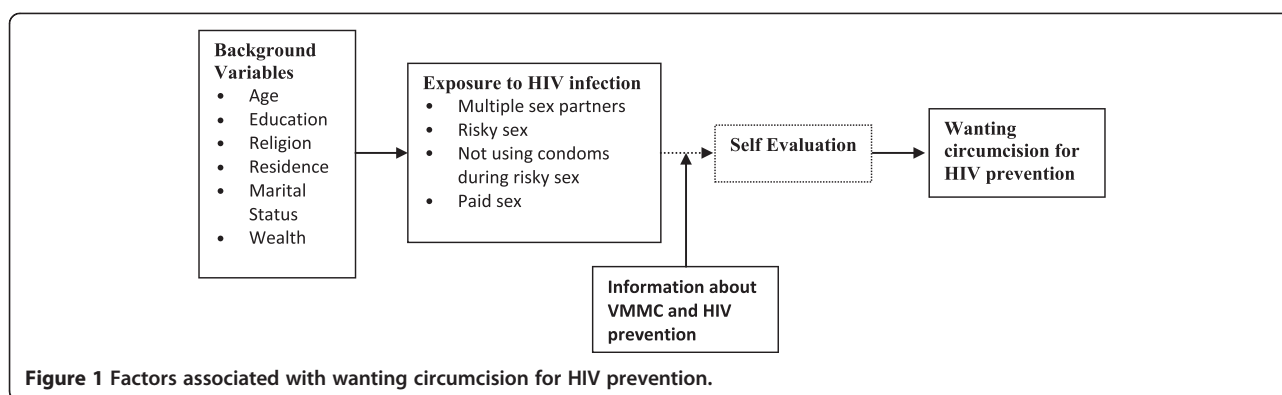 Background
Variables
• Age
• Education
• Religion
• Residence
• Marital
Status
• Wealth
Exposure to HIV infection
• Multiple sex partners
• Risky sex
• Not using condoms
during risky sex
• Paid sex
Self Evaluation
Wanting
circumcision for
HIV prevention
Information about
VMMC and HIV
prevention
Figure 1 Factors associated with wanting circumcision for HIV prevention.